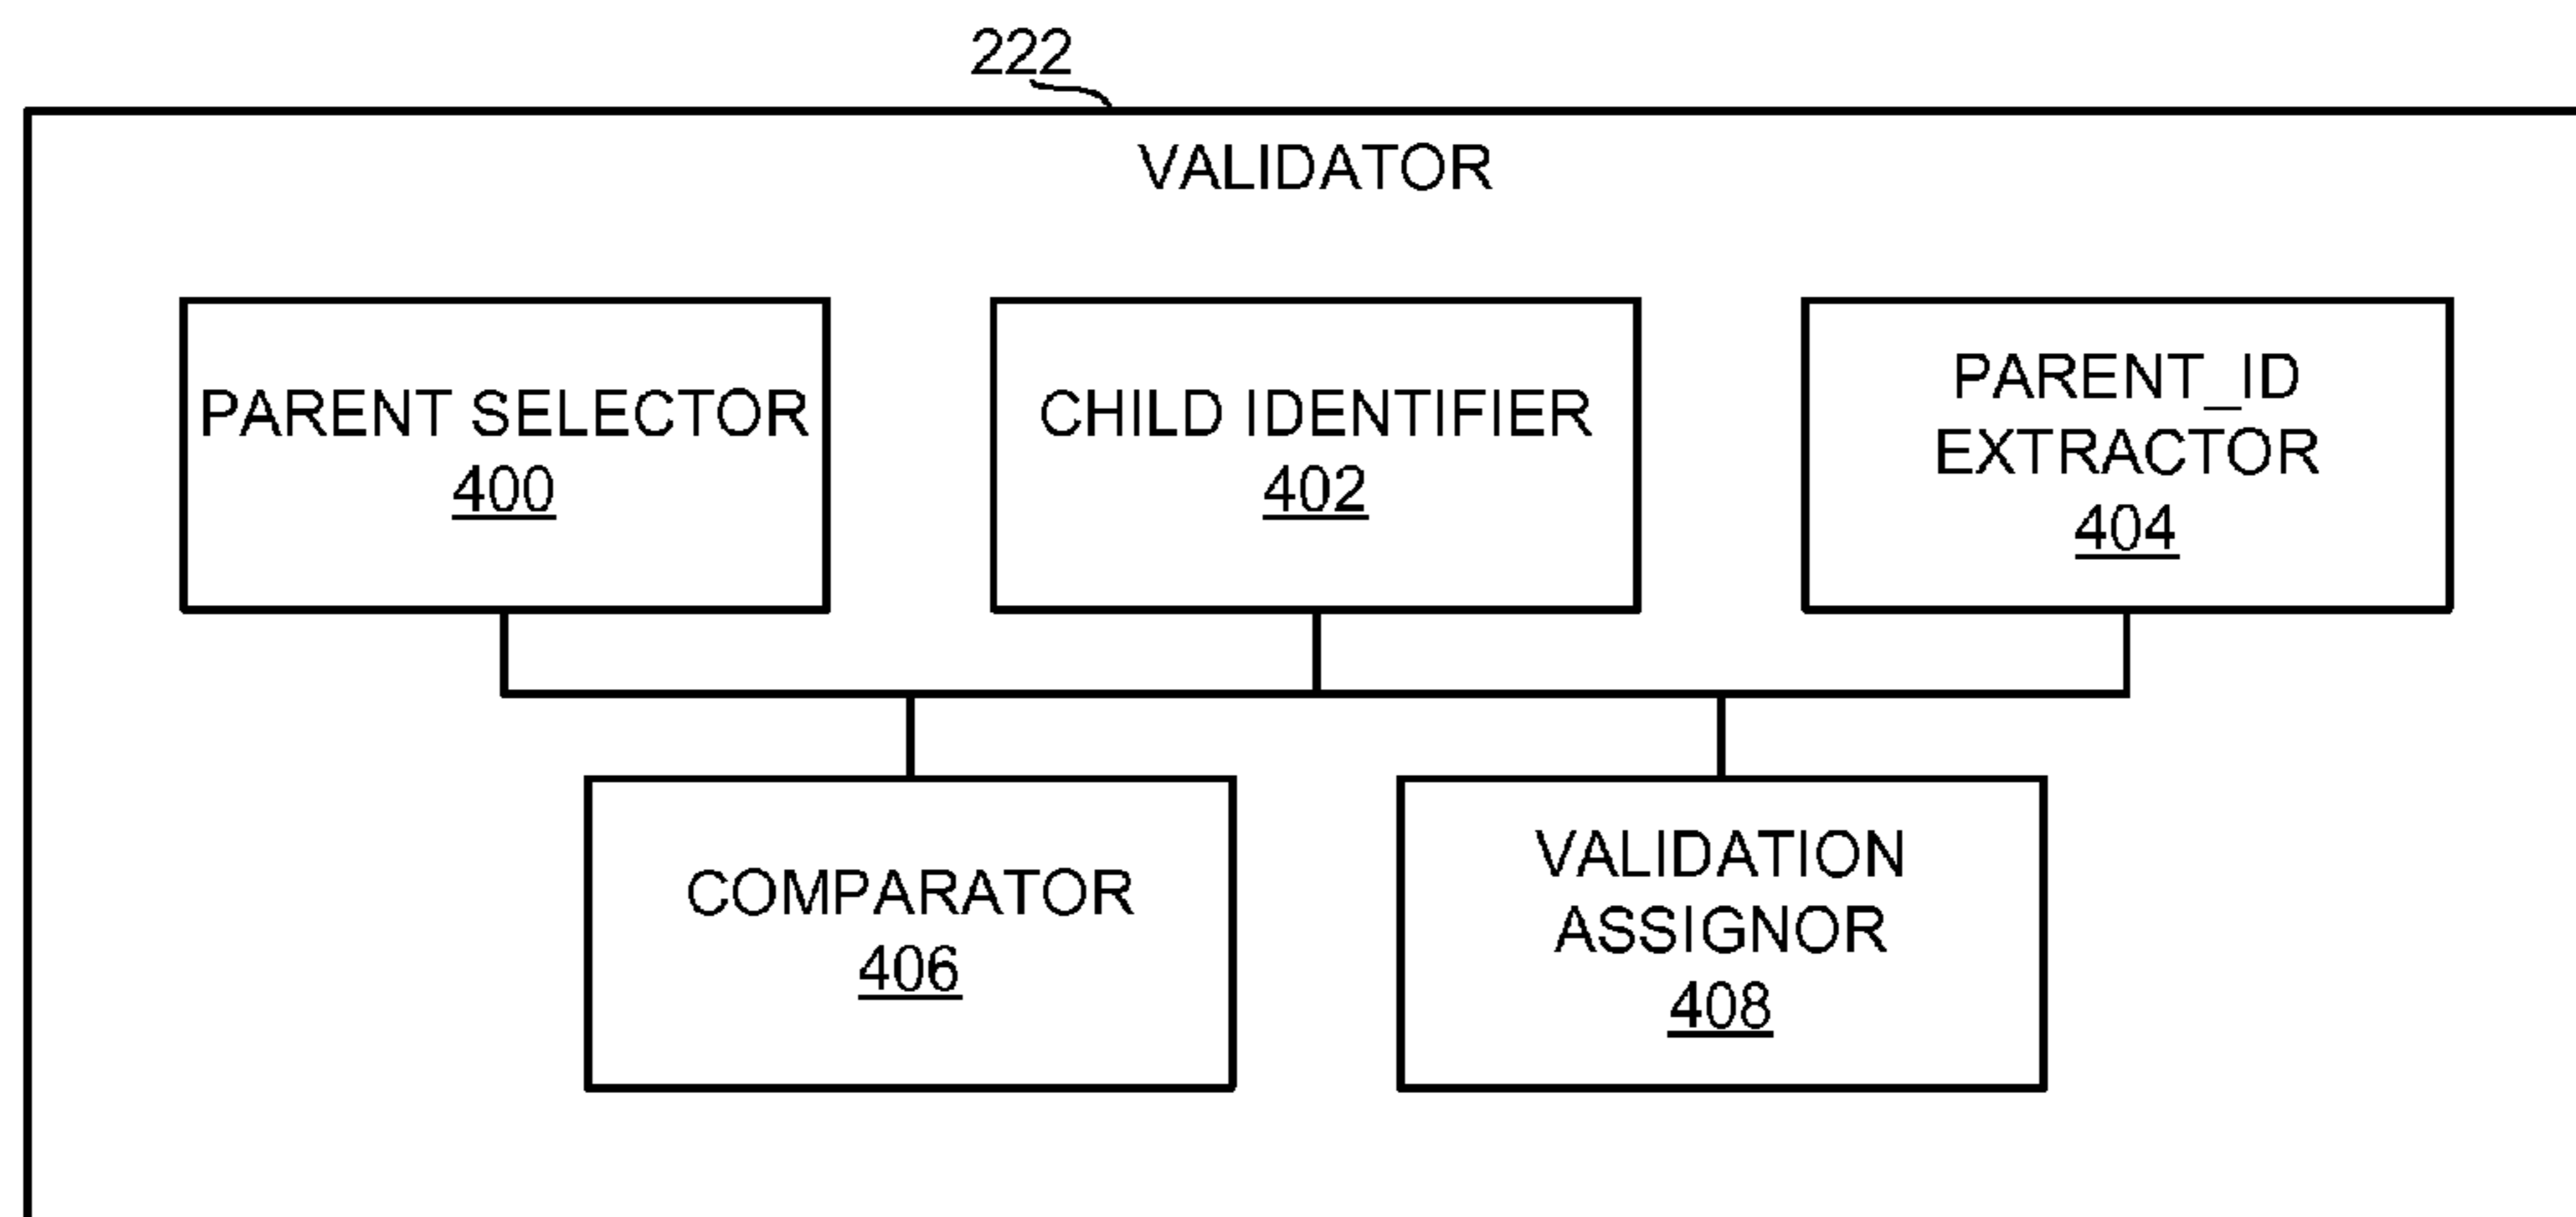 222
VALIDATOR
PARENT SELECTOR
400
CHILD IDENTIFIER
402
PARENT_ID
EXTRACTOR
404
COMPARATOR
406
VALIDATION
ASSIGNOR
408